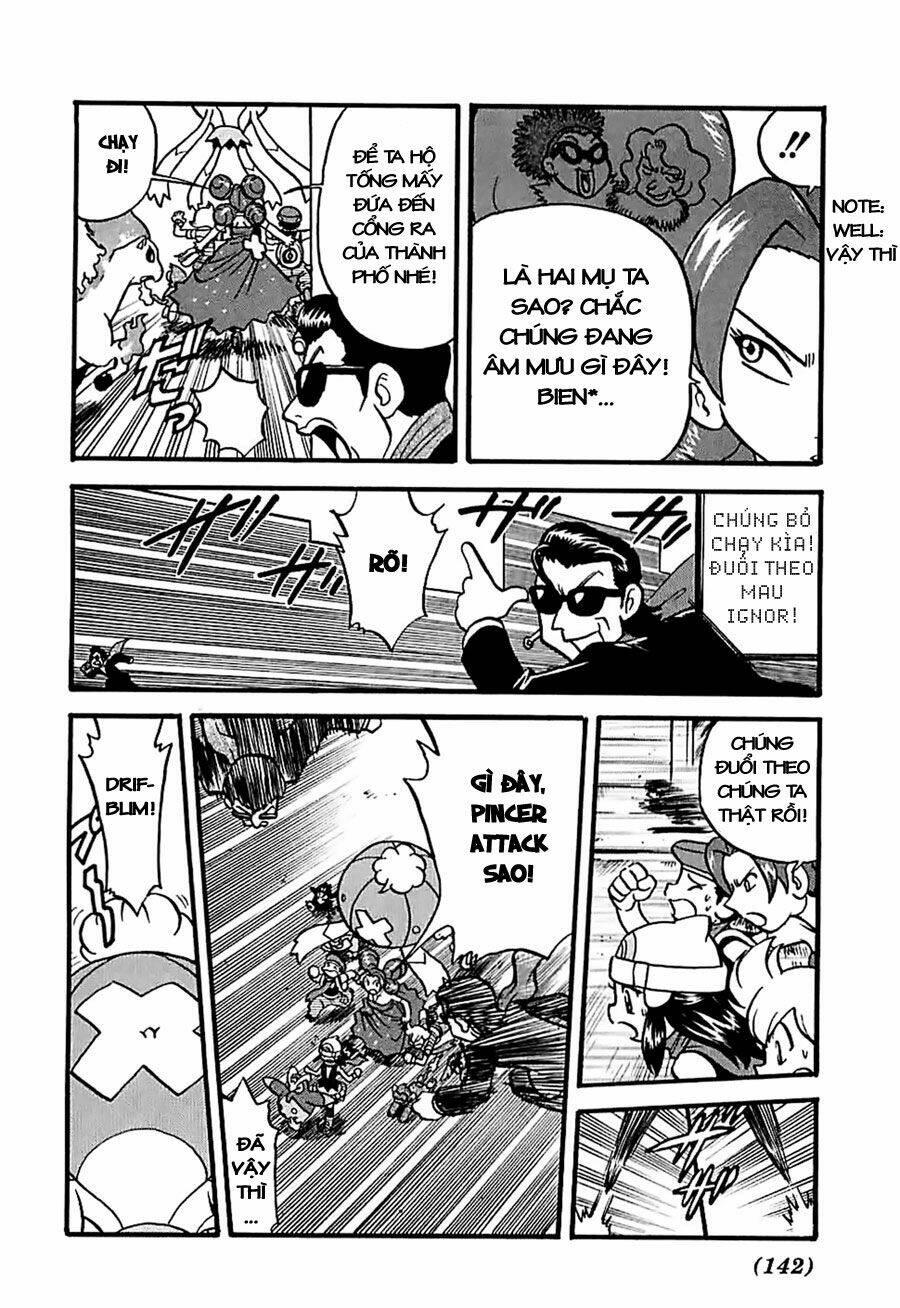 !!
NOTE:
WELL:
VẬY THÌ
LÀ HAI MỤ TA
SAO? CHẮC
CHÚNG ĐANG
ÂM MƯU GÌ ĐÂY!
BIEN*...
ĐỂ TA HỘ
TỐNG MẤY
ĐỨA ĐẾN
CỔNG RA
CỦA THÀNH
PHỐ NHÉ!
CHẠY
ĐI!
CHÚNG BỎ
CHẠY KÌA!
ĐUỔI THEO
MAU
IGNOR!
RÕ!
CHÚNG
ĐUỔI THEO
CHÚNG TA
THẬT RỒI!
GÌ ĐÂY,
PINCER
ATTACK
SAO!
ĐÃ
VẬY THÌ
...
DRIF-
BLIM!
(142)